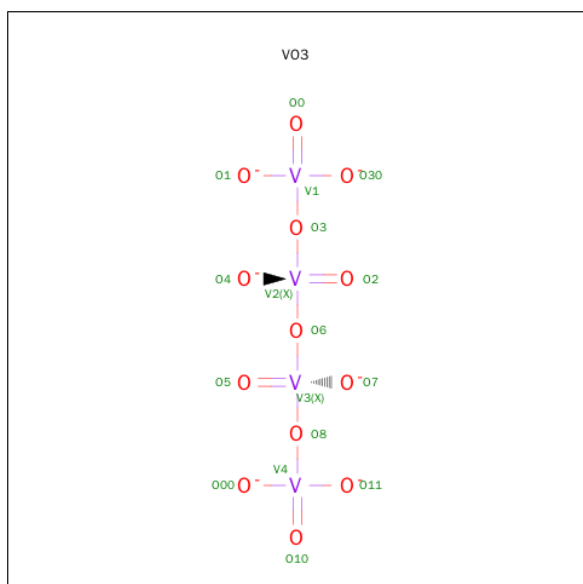 VO3
O0
O
O1 O- V O- O30
V1
O O3
O4 O- V O O2
V2(X)
O O6
O5 O V O- O7
V3(X)
O O8
V4
O00 O- V O- O11
O
O10